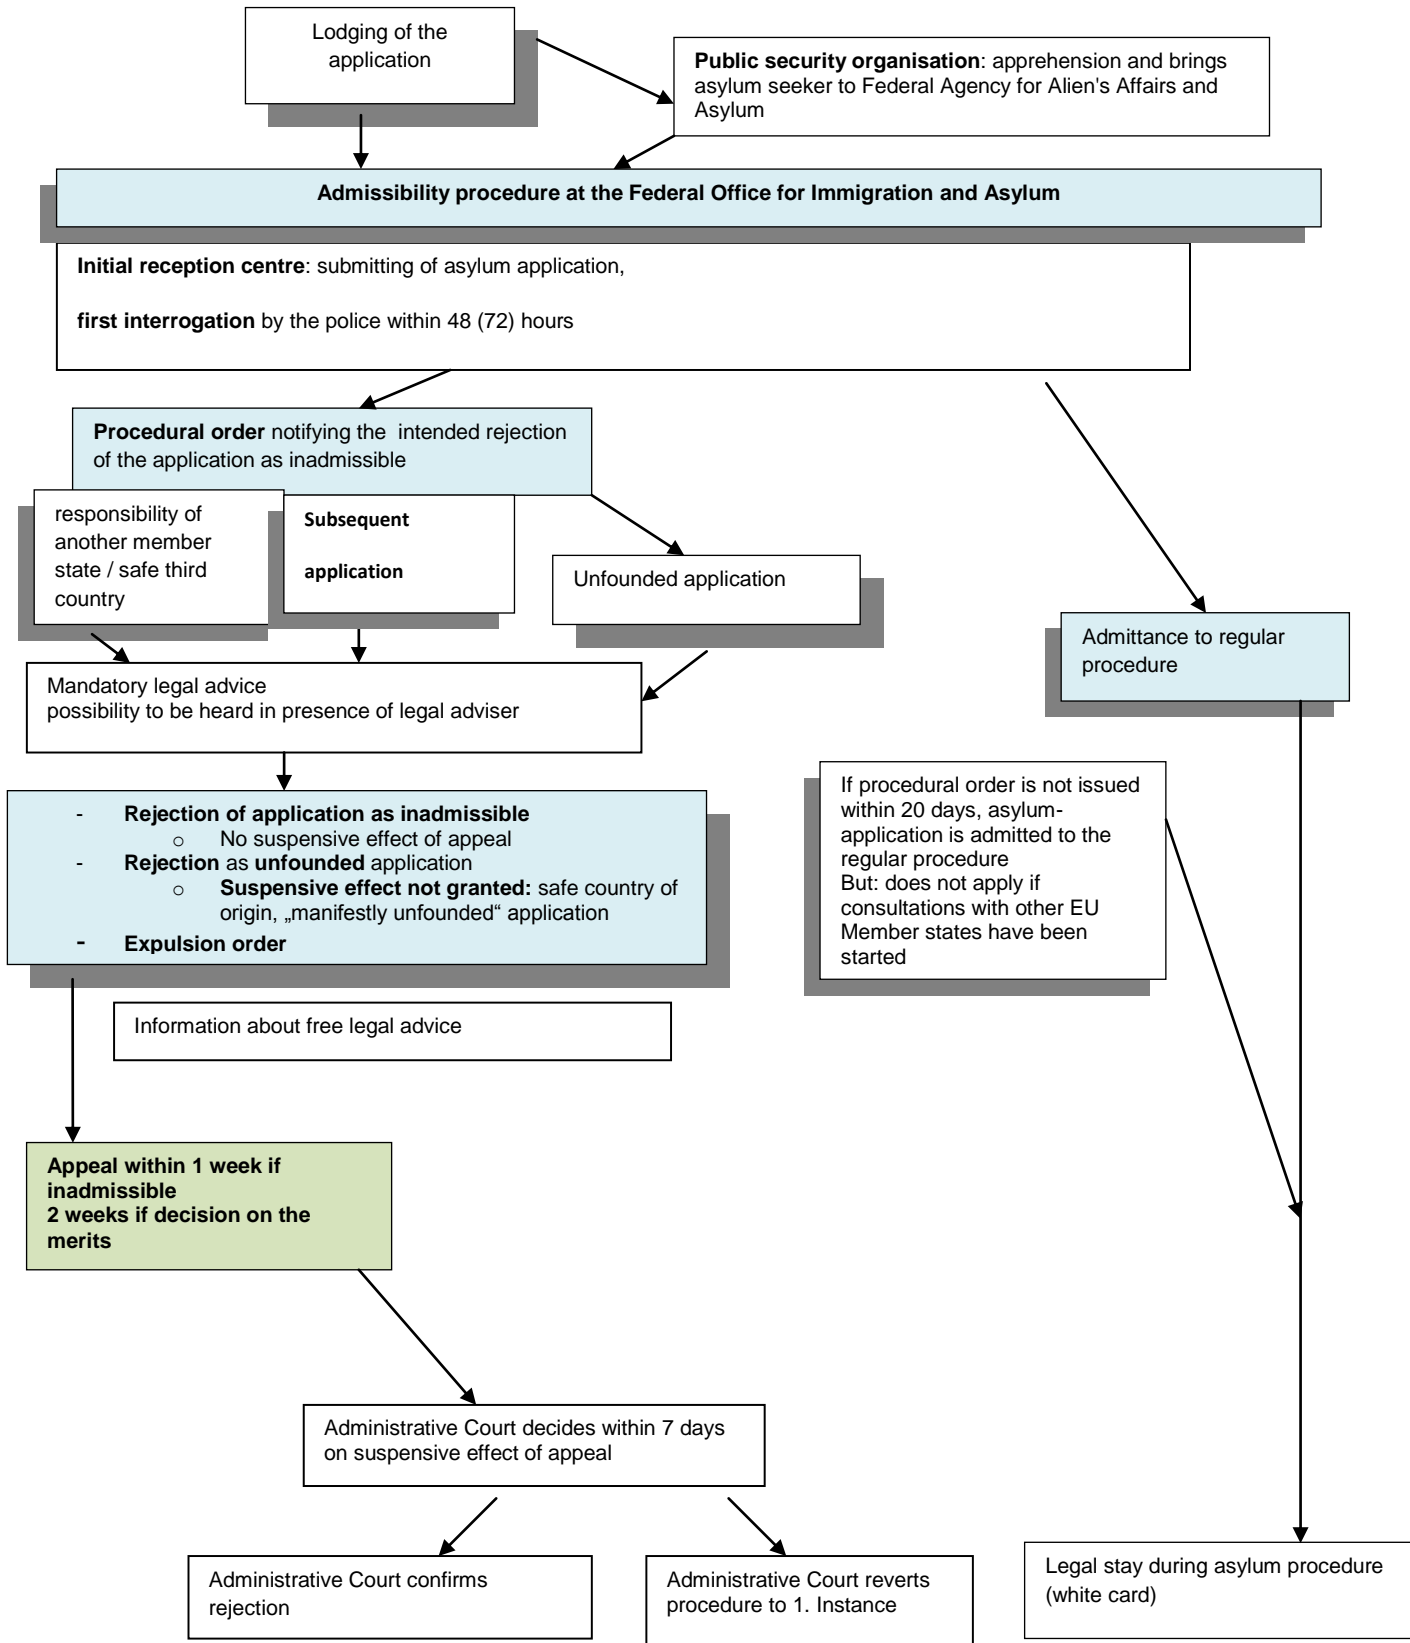 Lodging of the
application
Public security organisation: apprehension and brings
asylum seeker to Federal Agency for Alien's Affairs and
Asylum
Admissibility procedure at the Federal Office for Immigration and Asylum
Initial reception centre: submitting of asylum application,
first interrogation by the police within 48 (72) hours
Procedural order notifying the intended rejection
of the application as inadmissible
responsibility of
another member
state / safe third
country
Subsequent
application
Unfounded application
Admittance to regular
procedure
Mandatory legal advice
possibility to be heard in presence of legal adviser
If procedural order is not issued
within 20 days, asylum-
application is admitted to the
regular procedure
But: does not apply if
consultations with other EU
Member states have been
started
- Rejection of application as inadmissible
o No suspensive effect of appeal
- Rejection as unfounded application
o Suspensive effect not granted: safe country of
origin, „manifestly unfounded“ application
- Expulsion order
Information about free legal advice
Appeal within 1 week if
inadmissible
2 weeks if decision on the
merits
Administrative Court decides within 7 days
on suspensive effect of appeal
Administrative Court confirms
rejection
Administrative Court reverts
procedure to 1. Instance
Legal stay during asylum procedure
(white card)